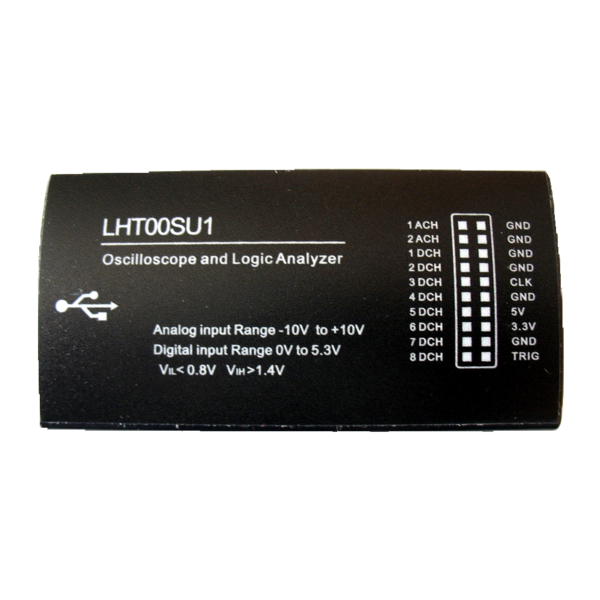 LHT00SU1
Oscilloscope and Logic Analyzer
Analog input Range -10V to +10V
Digital input Range 0V to 5.3V
VIL< 0.8V VIH>1.4V
1 ACH GND
2 ACH GND
1 DCH GND
2 DCH GND
3 DCH CLK
4 DCH GND
5 DCH 5V
6 DCH 3.3V
7 DCH GND
8 DCH TRIG